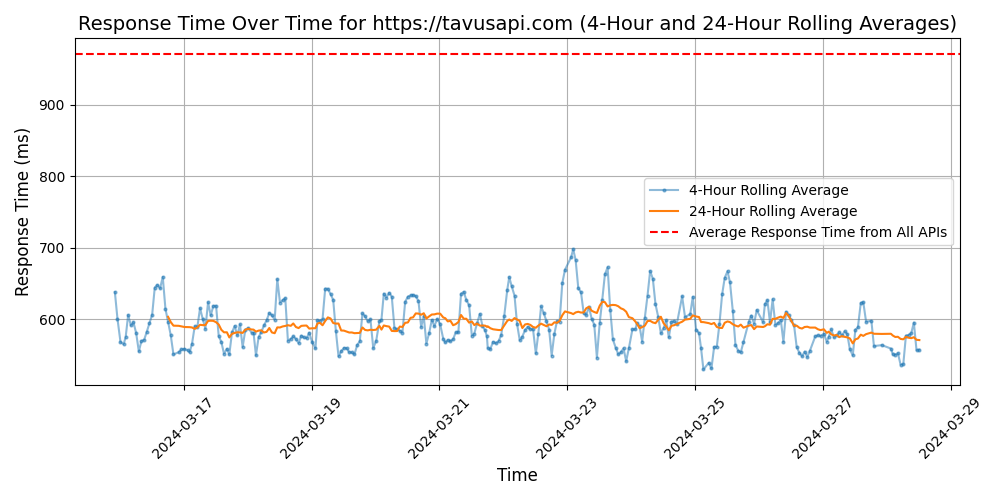 Response Time Over Time for https://tavusapi.com (4-Hour and 24-Hour Rolling Averages)
Response Time (ms)
900
800
700
600
4-Hour Rolling Average
24-Hour Rolling Average
Average Response Time from All APIs
2024-03-17
2024-03-19
2024-03-21
2024-03-23
2024-03-25
2024-03-27
2024-03-29
Time